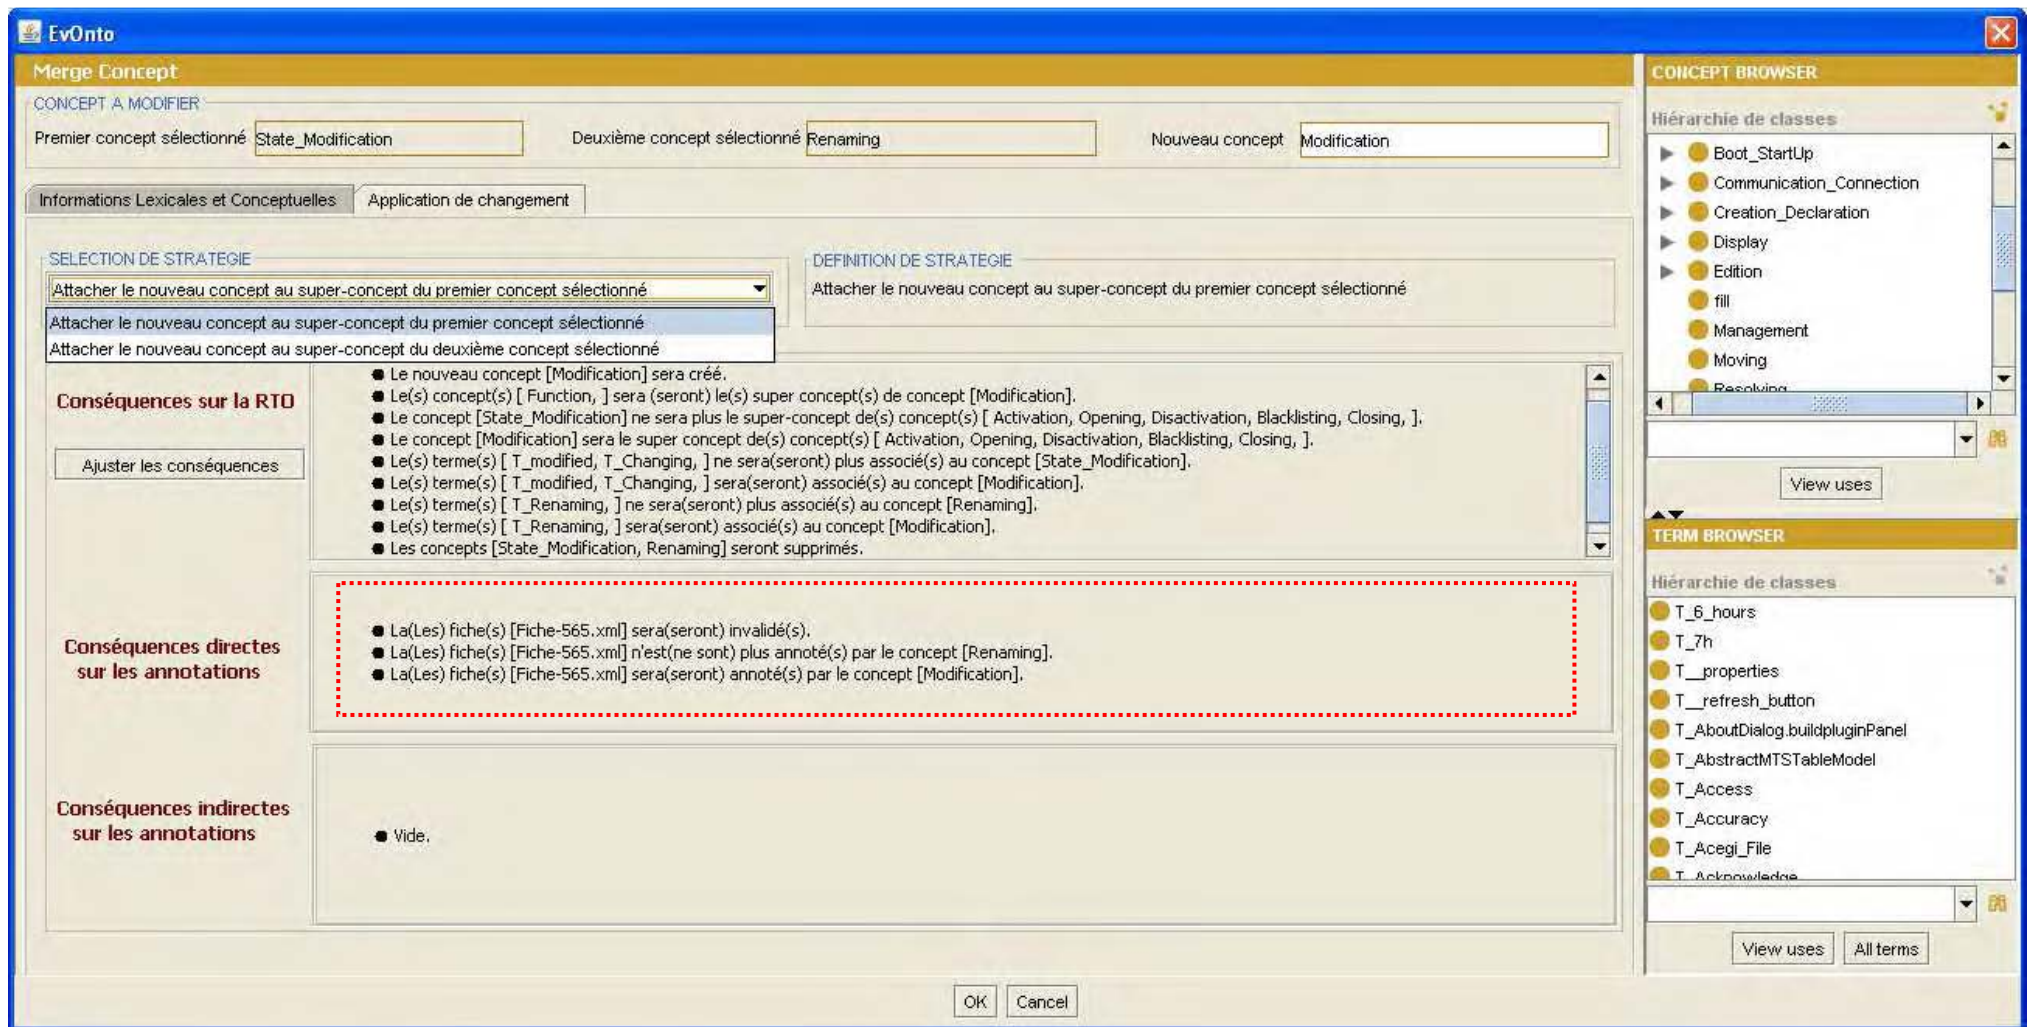 EvOnto
Merge Concept
CONCEPT A MODIFIER
Premier concept sélectionné State_Modification Deuxième concept sélectionné Renaming Nouveau concept Modification
Informations Lexicales et Conceptuelles Application de changement
SELECTION DE STRATEGIE
Attacher le nouveau concept au super-concept du premier concept sélectionné
Attacher le nouveau concept au super-concept du premier concept sélectionné
Attacher le nouveau concept au super-concept du deuxième concept sélectionné
DEFINITION DE STRATEGIE
Attacher le nouveau concept au super-concept du premier concept sélectionné
Conséquences sur la RTO
Ajuster les conséquences
Le nouveau concept [Modification] sera créé.
Le(s) concept(s) [ Function, ] sera (seront) le(s) super concept(s) de concept [Modification].
Le concept [State_Modification] ne sera plus le super-concept de(s) concept(s) [ Activation, Opening, Disactivation, Blacklisting, Closing, ].
Le concept [Modification] sera le super concept de(s) concept(s) [ Activation, Opening, Disactivation, Blacklisting, Closing, ].
Le(s) terme(s) [ T_modified, T_Changing, ] ne sera(seront) plus associé(s) au concept [State_Modification].
Le(s) terme(s) [ T_modified, T_Changing, ] sera(seront) associé(s) au concept [Modification].
Le(s) terme(s) [ T_Renaming, ] ne sera(seront) plus associé(s) au concept [Renaming].
Le(s) terme(s) [ T_Renaming, ] sera(seront) associé(s) au concept [Modification].
Les concepts [State_Modification, Renaming] seront supprimés.
Conséquences directes
sur les annotations
La(Les) fiche(s) [Fiche-565.xml] sera(seront) invalidé(s).
La(Les) fiche(s) [Fiche-565.xml] n'est(ne sont) plus annoté(s) par le concept [Renaming].
La(Les) fiche(s) [Fiche-565.xml] sera(seront) annoté(s) par le concept [Modification].
Conséquences indirectes
sur les annotations
Vide.
OK Cancel
CONCEPT BROWSER
Hiérarchie de classes
Boot_StartUp
Communication_Connection
Creation_Declaration
Display
Edition
fill
Management
Moving
Resolving
View uses
TERM BROWSER
Hiérarchie de classes
T_6_hours
T_7h
T__properties
T__refresh_button
T_AboutDialog.buildpluginPanel
T_AbstractMTSTableModel
T_Access
T_Accuracy
T_Acegi_File
T_Acknowledge
View uses All terms